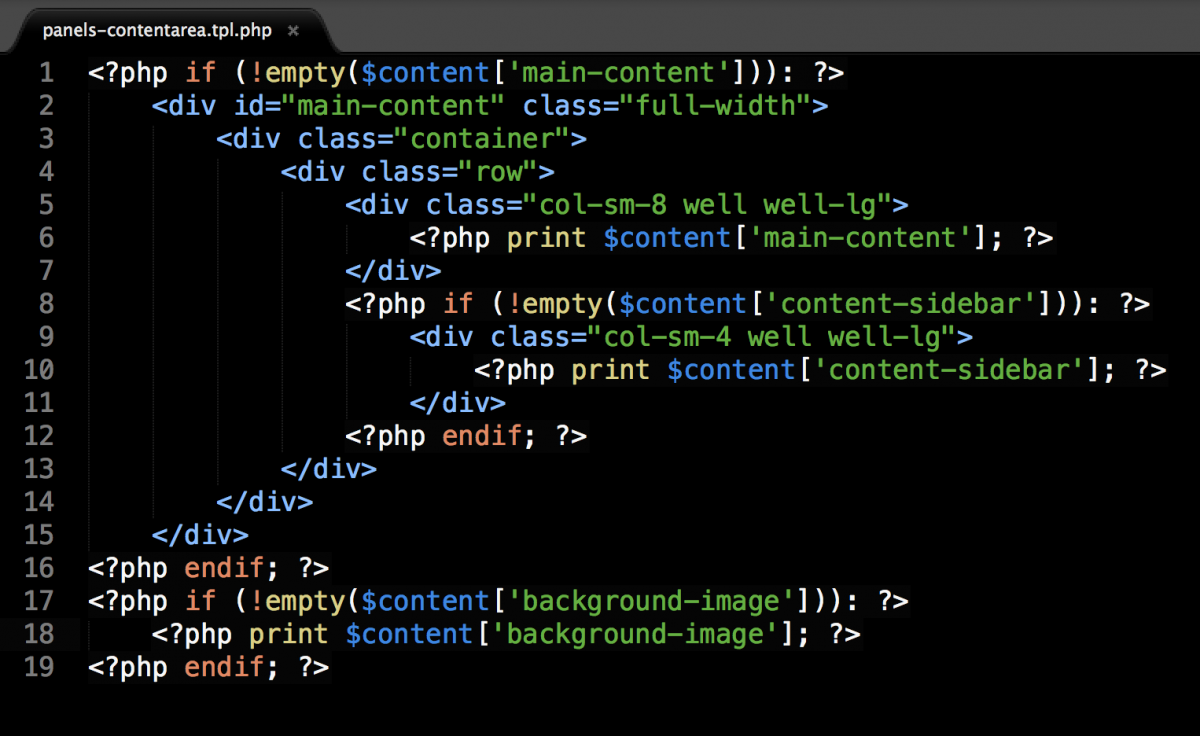 panels-contentarea.tpl.php ×
1 <?php if (!empty($content['main-content'])): ?>
2     <div id="main-content" class="full-width">
3         <div class="container">
4             <div class="row">
5                 <div class="col-sm-8 well well-lg">
6                     <?php print $content['main-content']; ?>
7                 </div>
8                 <?php if (!empty($content['content-sidebar'])): ?>
9                     <div class="col-sm-4 well well-lg">
10                         <?php print $content['content-sidebar']; ?>
11                     </div>
12                 <?php endif; ?>
13             </div>
14         </div>
15     </div>
16 <?php endif; ?>
17 <?php if (!empty($content['background-image'])): ?>
18     <?php print $content['background-image']; ?>
19 <?php endif; ?>